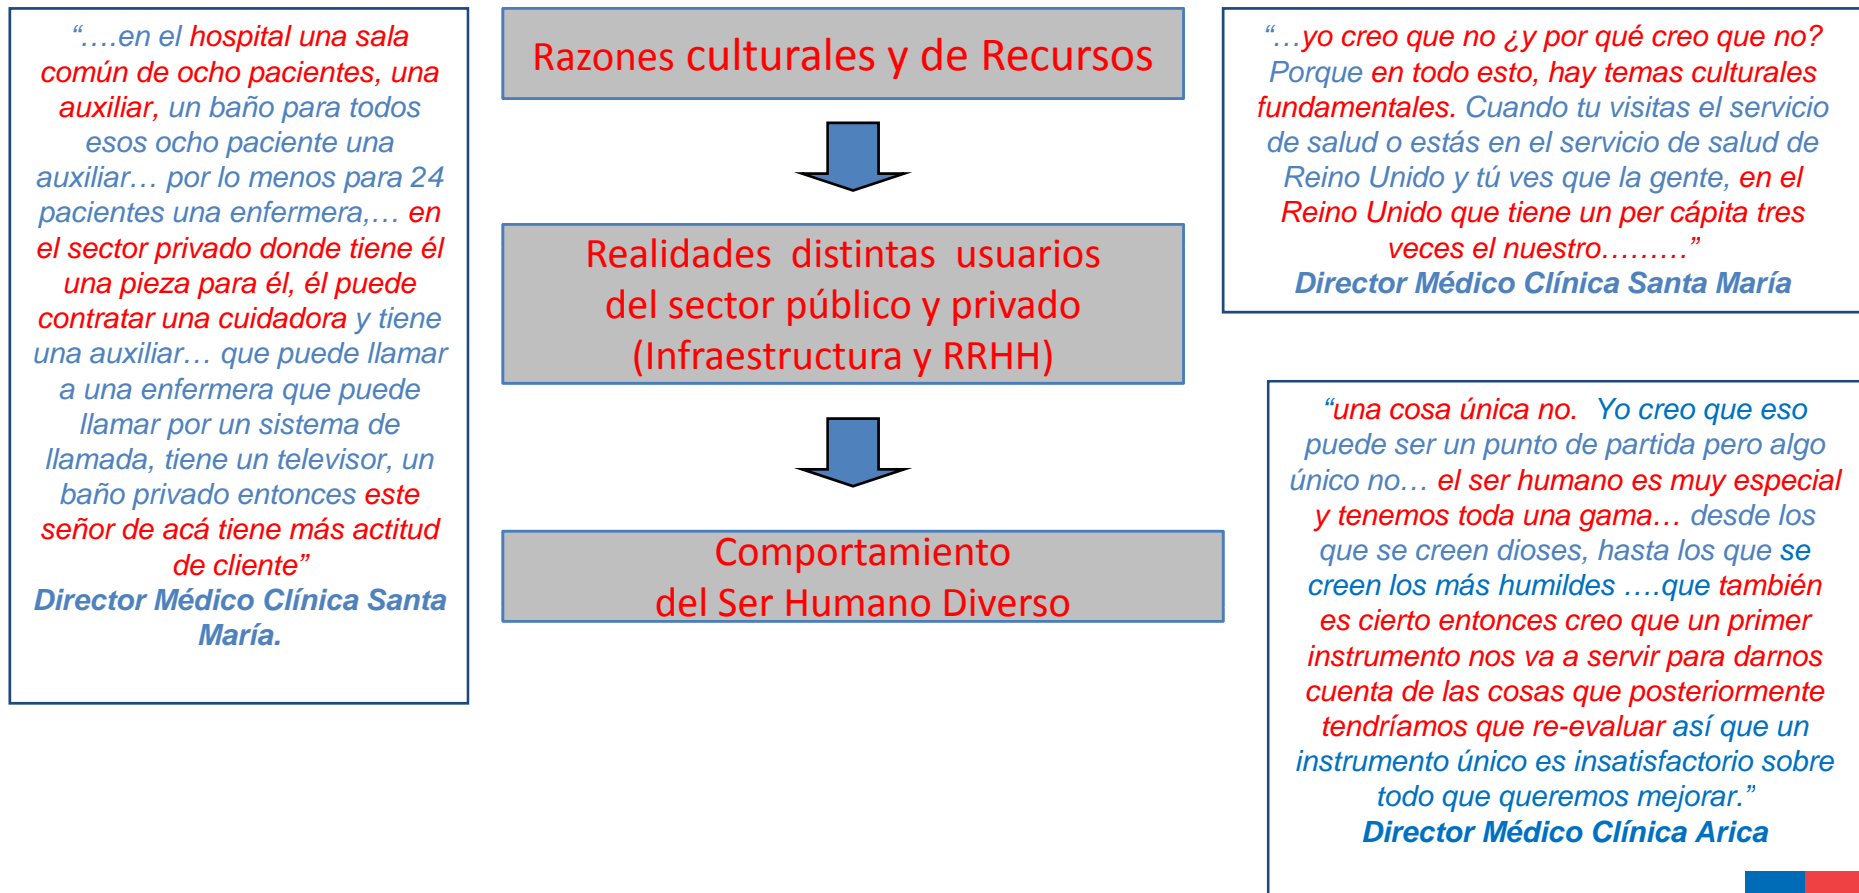 “….en el hospital una sala
común de ocho pacientes, una
auxiliar, un baño para todos
esos ocho paciente una
auxiliar… por lo menos para 24
pacientes una enfermera,… en
el sector privado donde tiene él
una pieza para él, él puede
contratar una cuidadora y tiene
una auxiliar… que puede llamar
a una enfermera que puede
llamar por un sistema de
llamada, tiene un televisor, un
baño privado entonces este
señor de acá tiene más actitud
de cliente”
Director Médico Clínica Santa
María.
Razones culturales y de Recursos
Realidades distintas usuarios
del sector público y privado
(Infraestructura y RRHH)
Comportamiento
del Ser Humano Diverso
“…yo creo que no ¿y por qué creo que no?
Porque en todo esto, hay temas culturales
fundamentales. Cuando tu visitas el servicio
de salud o estás en el servicio de salud de
Reino Unido y tú ves que la gente, en el
Reino Unido que tiene un per cápita tres
veces el nuestro………”
Director Médico Clínica Santa María
“una cosa única no. Yo creo que eso
puede ser un punto de partida pero algo
único no… el ser humano es muy especial
y tenemos toda una gama… desde los
que se creen dioses, hasta los que se
creen los más humildes ….que también
es cierto entonces creo que un primer
instrumento nos va a servir para darnos
cuenta de las cosas que posteriormente
tendríamos que re-evaluar así que un
instrumento único es insatisfactorio sobre
todo que queremos mejorar.”
Director Médico Clínica Arica